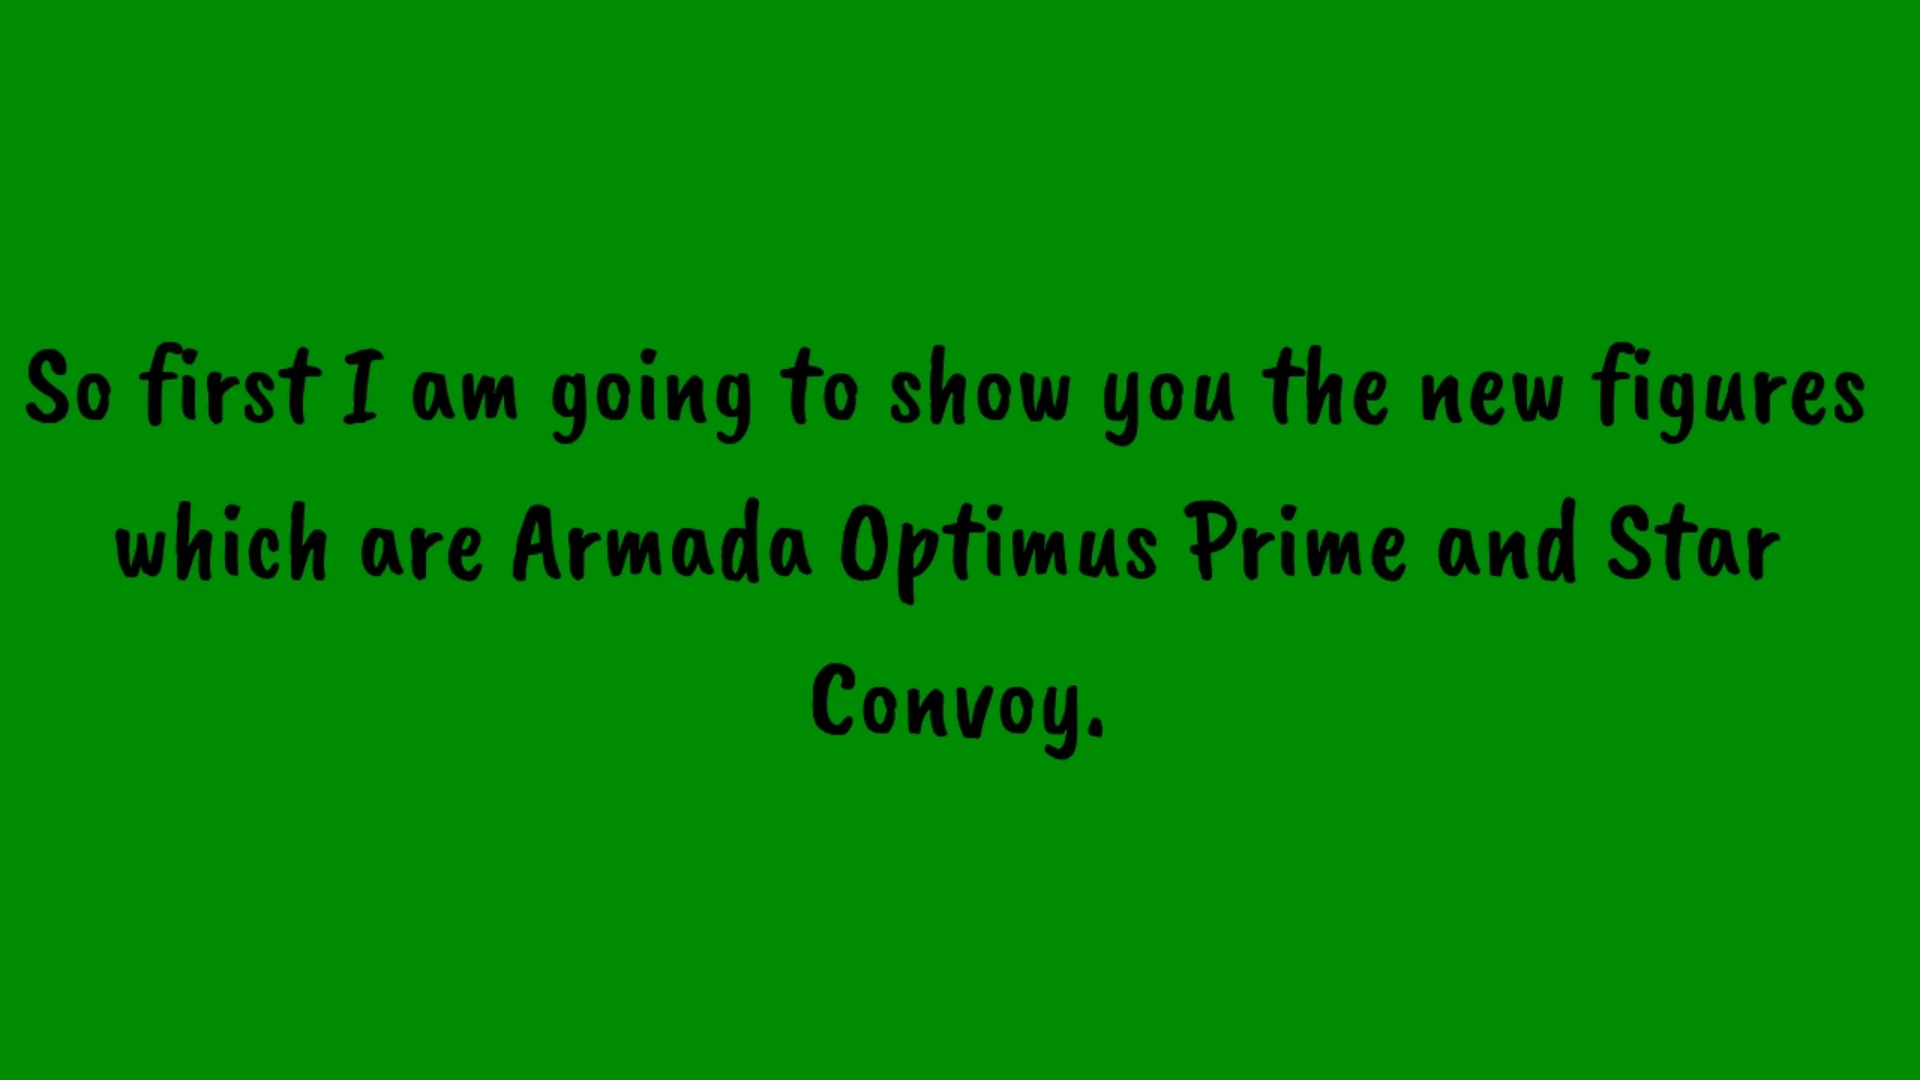 So first I am going to show you the new figures
which are Armada Optimus Prime and Star
Convoy.